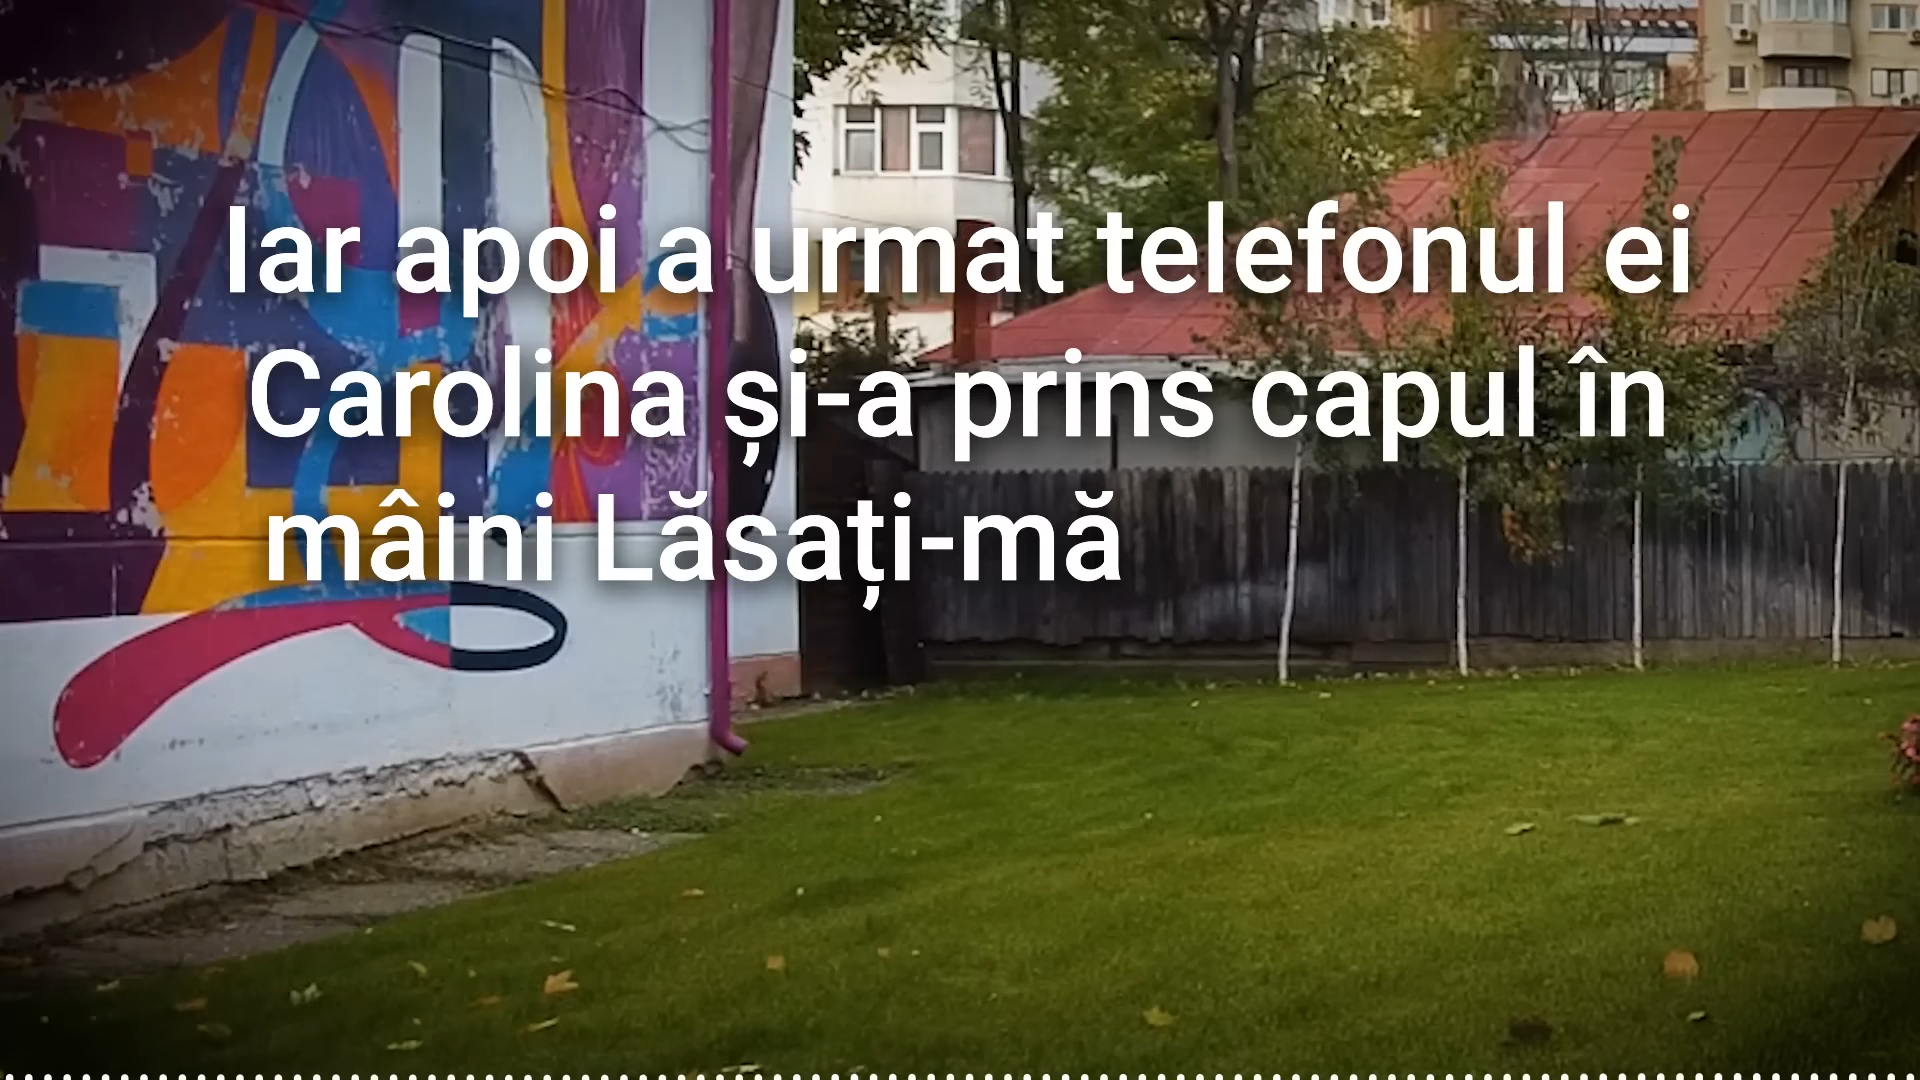 Iar apoi a urmat telefonul ei
Carolina și-a prins capul în
mâini Lăsați-mă